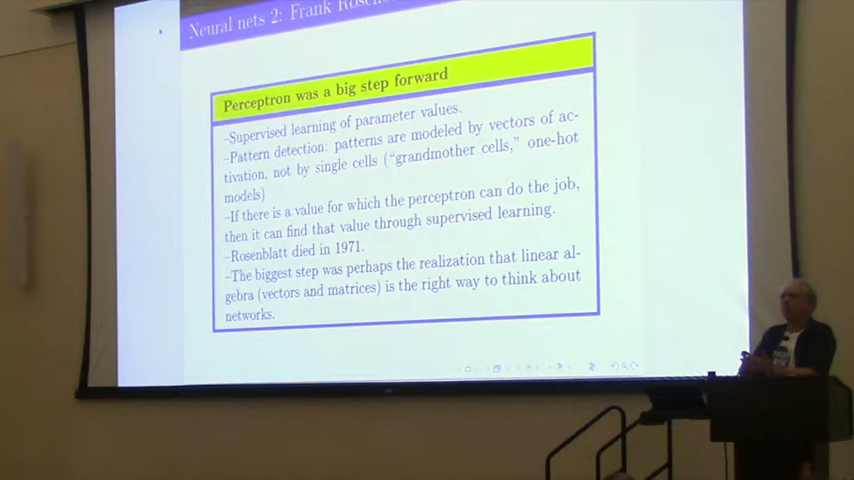 Neural nets 2: Frank
Perceptron was a big step forward
–Supervised learning of parameter values.
–Pattern detection: patterns are modeled by vectors of ac-
tivation, not by single cells (“grandmother cells,” one-hot
models)
–If there is a value for which the perceptron can do the job,
then it can find that value through supervised learning.
–Rosenblatt died in 1971.
–The biggest step was perhaps the realization that linear al-
gebra (vectors and matrices) is the right way to think about
networks.